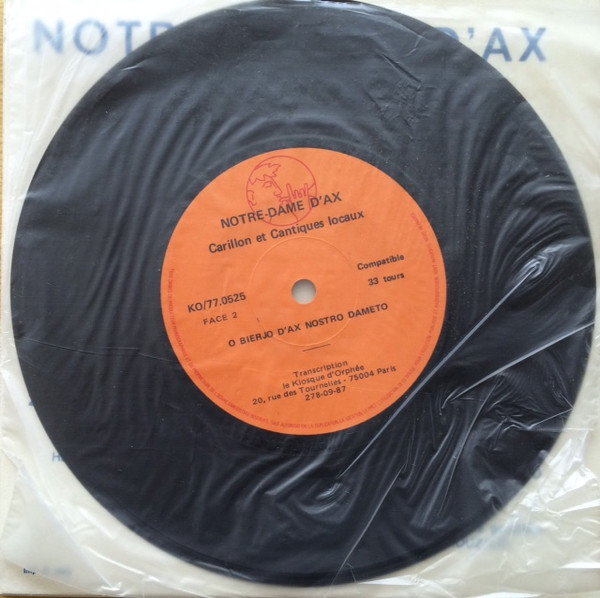 NOTRE D'AX
NOTRE-DAME D'AX
Carillon et Cantiques locaux
Compatible
33 tours
KO/77.0525
FACE 2
O BIERJO D'AX NOSTRO DAMETO
Transcription
le Kiosque d'Orphée
20, rue des Tournelles - 75004 Paris
278-09-87